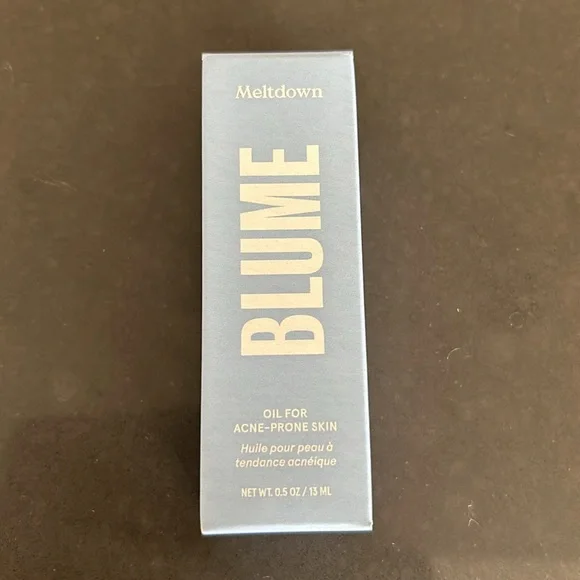 Meltdown
BLUME
OIL FOR
ACNE-PRONE SKIN
Huile pour peau à
tendance acnéique
NET WT. 0.5 OZ / 13 ML